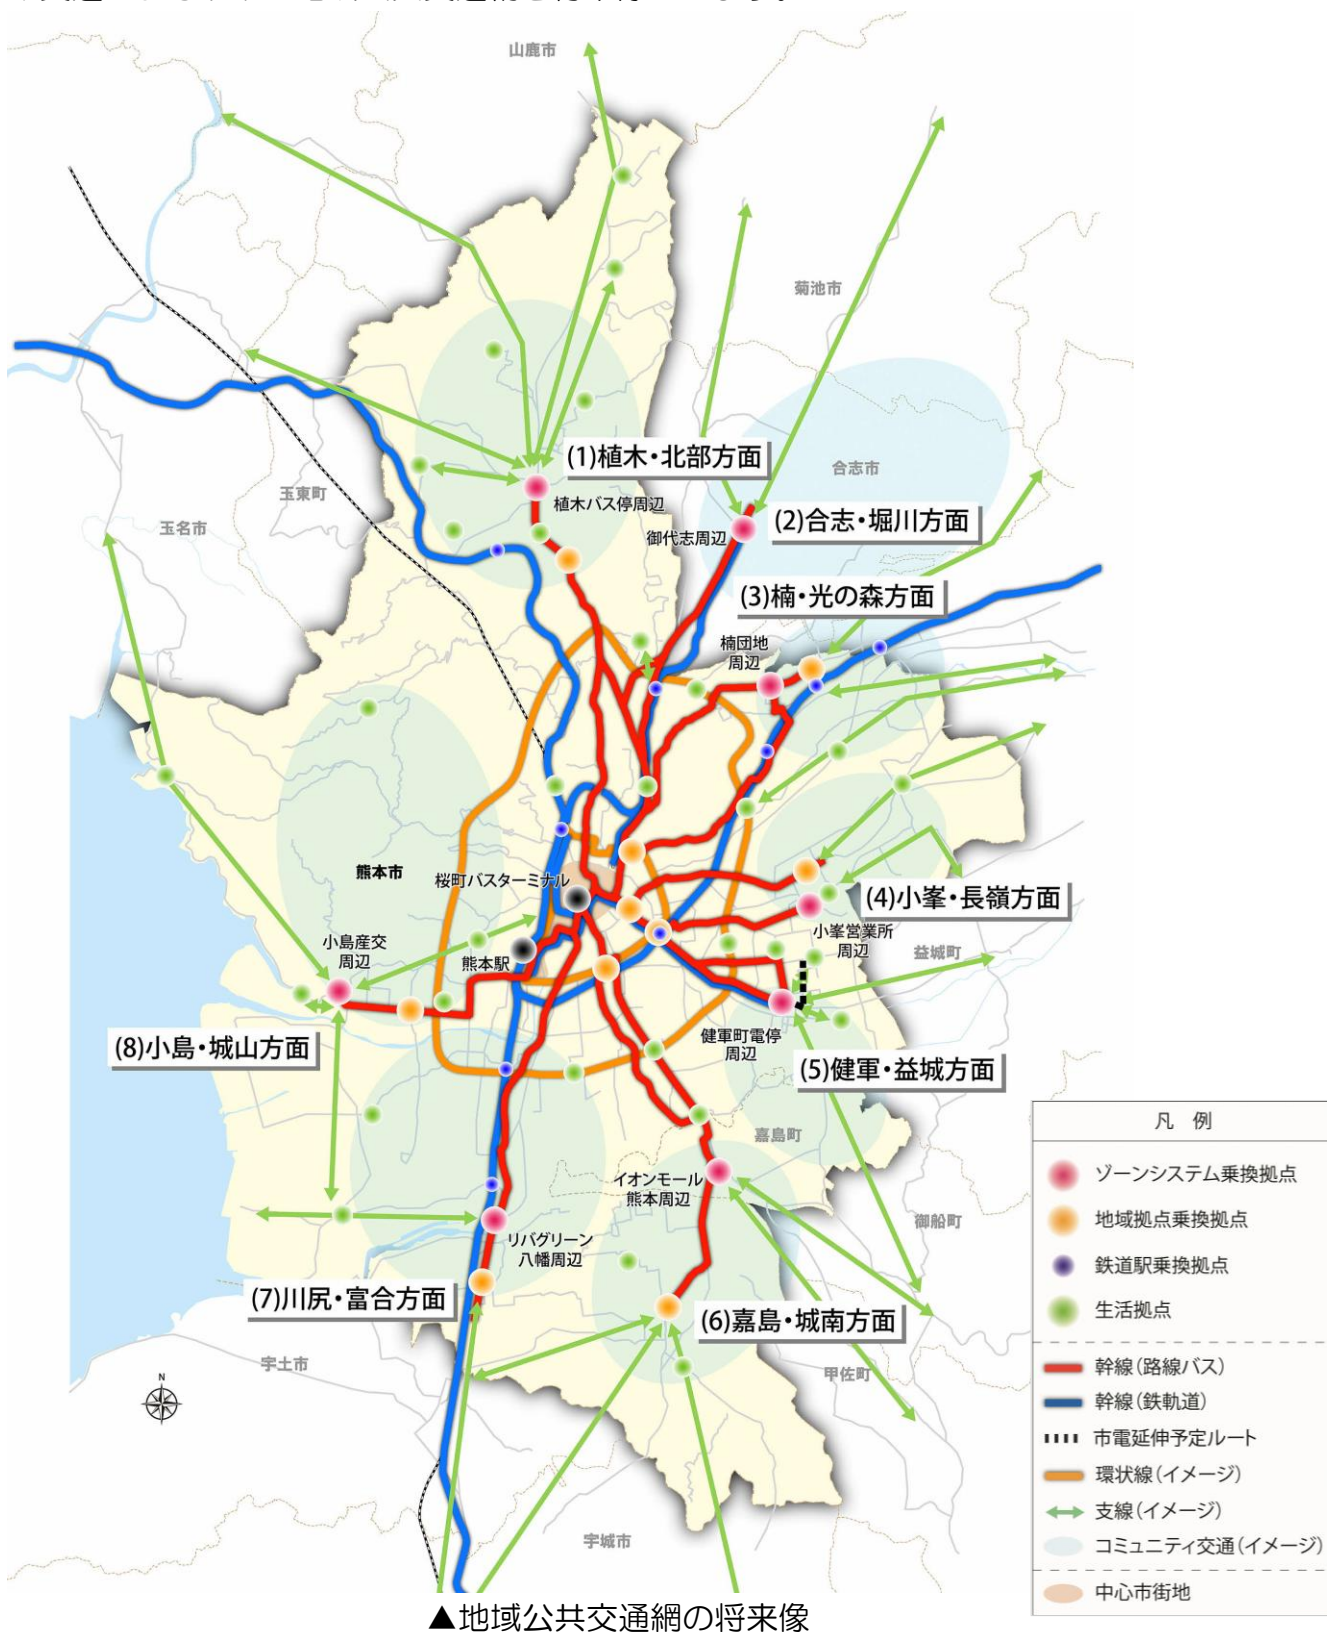 山鹿市
菊池市
(1)植木・北部方面
合志市
玉東町
植木バス停周辺
玉名市
(2)合志・堀川方面
御代志周辺
(3)楠・光の森方面
楠団地
周辺
熊本市
桜町バスターミナル
(4)小峯・長嶺方面
小峯営業所
周辺
小島産交
周辺
熊本駅
益城町
(8)小島・城山方面
健軍町電停
周辺
(5)健軍・益城方面
嘉島町
イオンモール
熊本周辺
御船町
リバグリーン
八幡周辺
(7)川尻・富合方面
(6)嘉島・城南方面
宇土市
甲佐町
N
宇城市
凡 例
ゾーンシステム乗換拠点
地域拠点乗換拠点
鉄道駅乗換拠点
生活拠点
幹線(路線バス)
幹線(鉄軌道)
市電延伸予定ルート
環状線(イメージ)
支線(イメージ)
コミュニティ交通(イメージ)
中心市街地
▲地域公共交通網の将来像